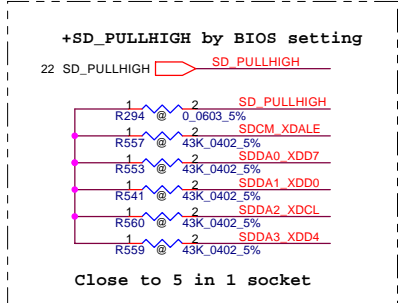 +SD_PULLHIGH by BIOS setting
22 SD_PULLHIGH SD_PULLHIGH
1 2 SD_PULLHIGH
R294 @ 0_0603_5%
1 2 SDCM_XDALE
R557 @ 43K_0402_5%
1 2 SDDA0_XDD7
R553 @ 43K_0402_5%
1 2 SDDA1_XDD0
R541 @ 43K_0402_5%
1 2 SDDA2_XDCL
R560 @ 43K_0402_5%
1 2 SDDA3_XDD4
R559 @ 43K_0402_5%
Close to 5 in 1 socket